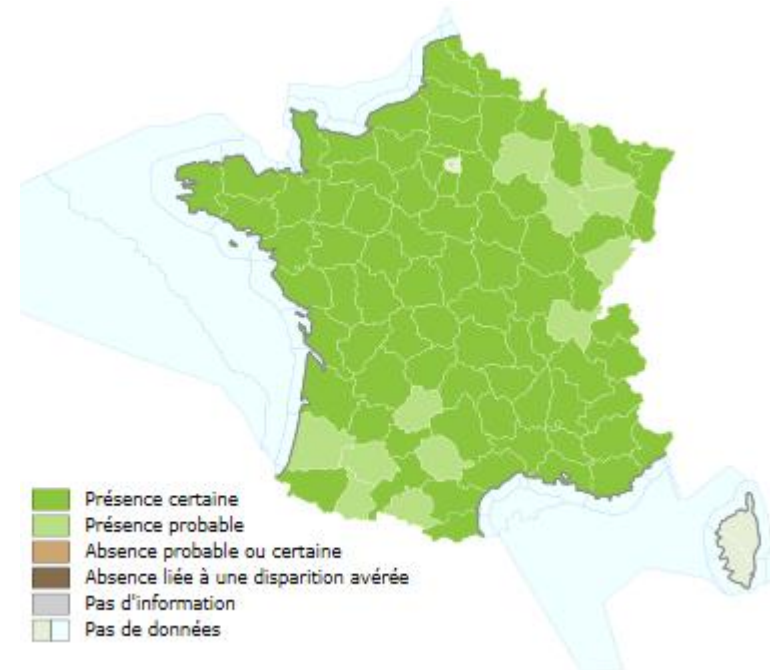 Présence certaine
Présence probable
Absence probable ou certaine
Absence liée à une disparition avérée
Pas d'information
Pas de données